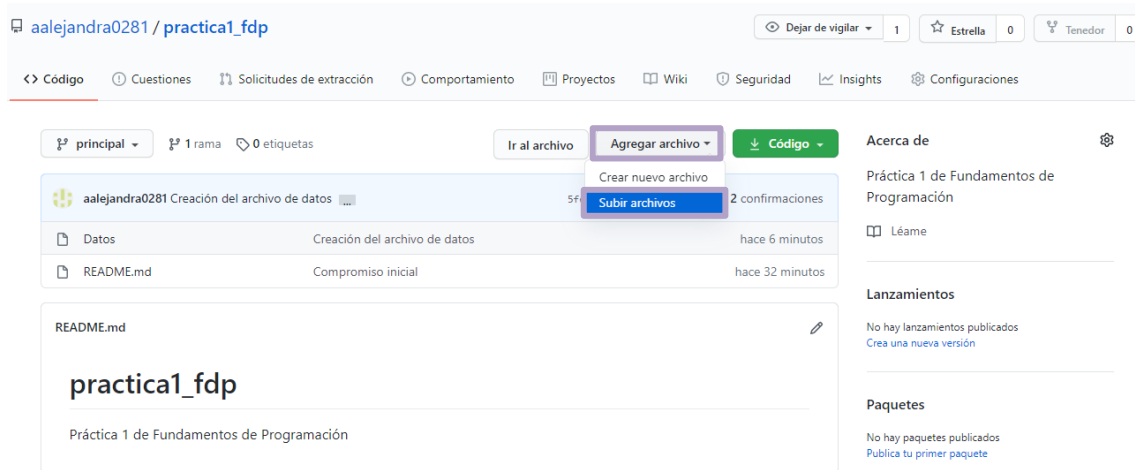 aalejandra0281 / practica1_fdp
Dejar de vigilar 1 Estrella 0 Tenedor 0
<> Código Cuestiones Solicitudes de extracción Comportamiento Proyectos Wiki Seguridad Insights Configuraciones
principal 1 rama 0 etiquetas Ir al archivo Agregar archivo Código
Crear nuevo archivo
Subir archivos
aalejandra0281 Creación del archivo de datos ... 2 confirmaciones
Datos Creación del archivo de datos hace 6 minutos
README.md Compromiso inicial hace 32 minutos
README.md
practica1_fdp
Práctica 1 de Fundamentos de Programación
Acerca de
Práctica 1 de Fundamentos de
Programación
Léame
Lanzamientos
No hay lanzamientos publicados
Crea una nueva versión
Paquetes
No hay paquetes publicados
Publica tu primer paquete